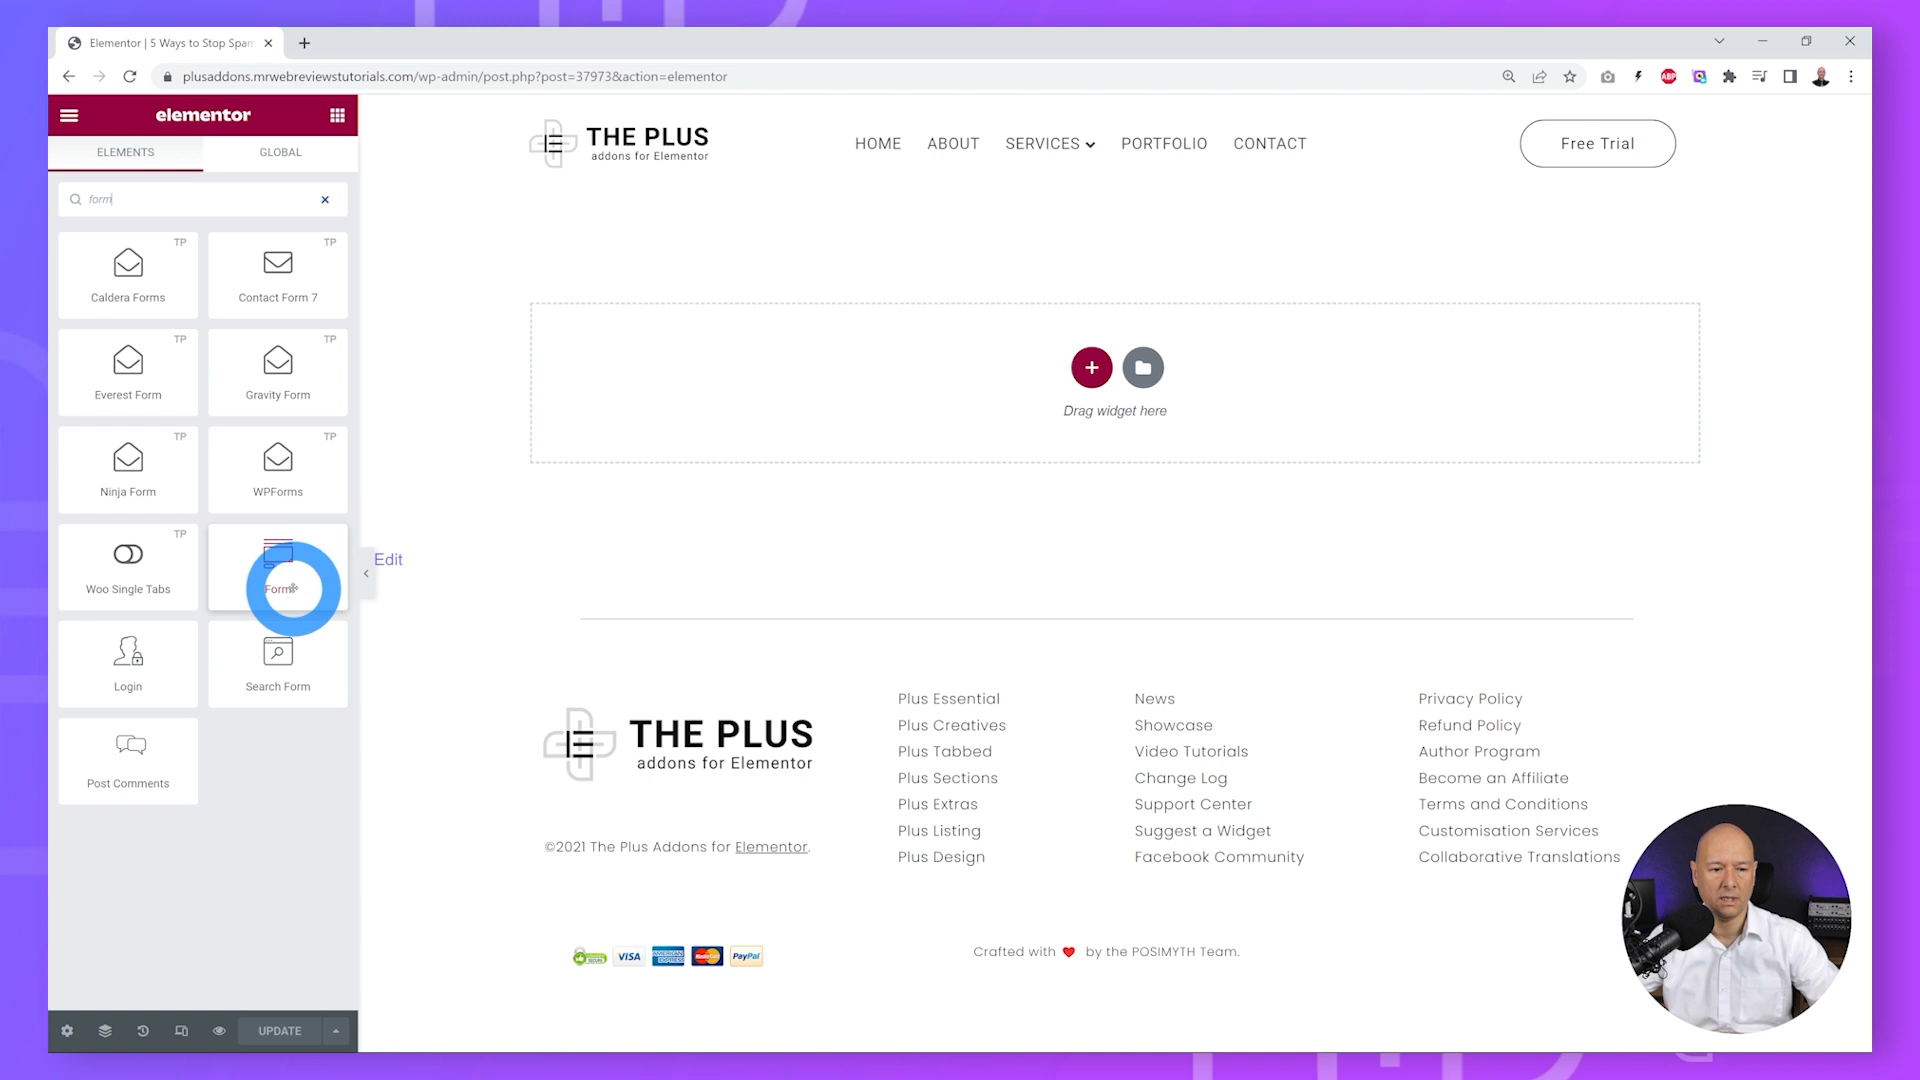 Elementor | 5 Ways to Stop Spam
plusaddons.mrwebreviewstutorials.com/wp-admin/post.php?post=37973&action=elementor
ABP
elementor
ELEMENTS
GLOBAL
form
TP
Caldera Forms
TP
Contact Form 7
TP
Everest Form
TP
Gravity Form
TP
Ninja Form
TP
WPForms
TP
Woo Single Tabs
Form
Login
Search Form
Post Comments
UPDATE
THE PLUS
addons for Elementor
HOME
ABOUT
SERVICES
PORTFOLIO
CONTACT
Free Trial
Drag widget here
Edit
THE PLUS
addons for Elementor
©2021 The Plus Addons for Elementor.
Plus Essential
Plus Creatives
Plus Tabbed
Plus Sections
Plus Extras
Plus Listing
Plus Design
News
Showcase
Video Tutorials
Change Log
Support Center
Suggest a Widget
Facebook Community
Privacy Policy
Refund Policy
Author Program
Become an Affiliate
Terms and Conditions
Customisation Services
Collaborative Translations
VISA
AMERICAN EXPRESS
MasterCard
PayPal
Crafted with ❤ by the POSIMYTH Team.